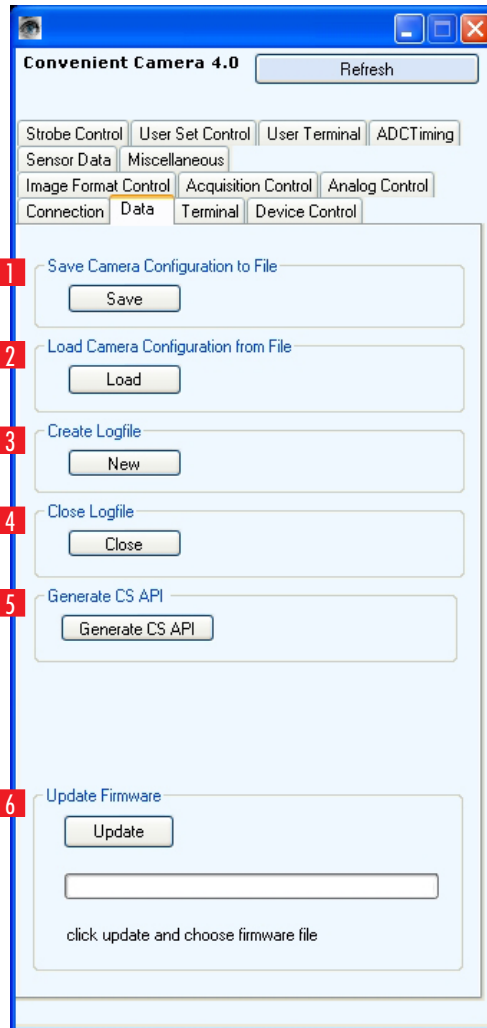 Convenient Camera 4.0 Refresh
Strobe Control User Set Control User Terminal ADCTiming
Sensor Data Miscellaneous
Image Format Control Acquisition Control Analog Control
Connection Data Terminal Device Control
1 Save Camera Configuration to File
Save
2 Load Camera Configuration from File
Load
3 Create Logfile
New
4 Close Logfile
Close
5 Generate CS API
Generate CS API
6 Update Firmware
Update
click update and choose firmware file